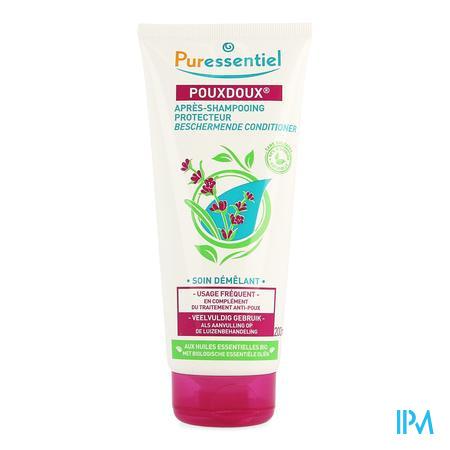 Puressentiel
POUXDOUX®
APRÈS-SHAMPOOING
PROTECTEUR
BESCHERMENDE CONDITIONER
• SOIN DÉMÊLANT •
- USAGE FRÉQUENT -
EN COMPLÉMENT
DU TRAITEMENT ANTI-POUX
- VEELVULDIG GEBRUIK -
ALS AANVULLING OP
DE LUIZENBEHANDELING
200
AUX HUILES ESSENTIELLES BIO
MET BIOLOGISCHE ESSENTIËLE OLIËN
IPM